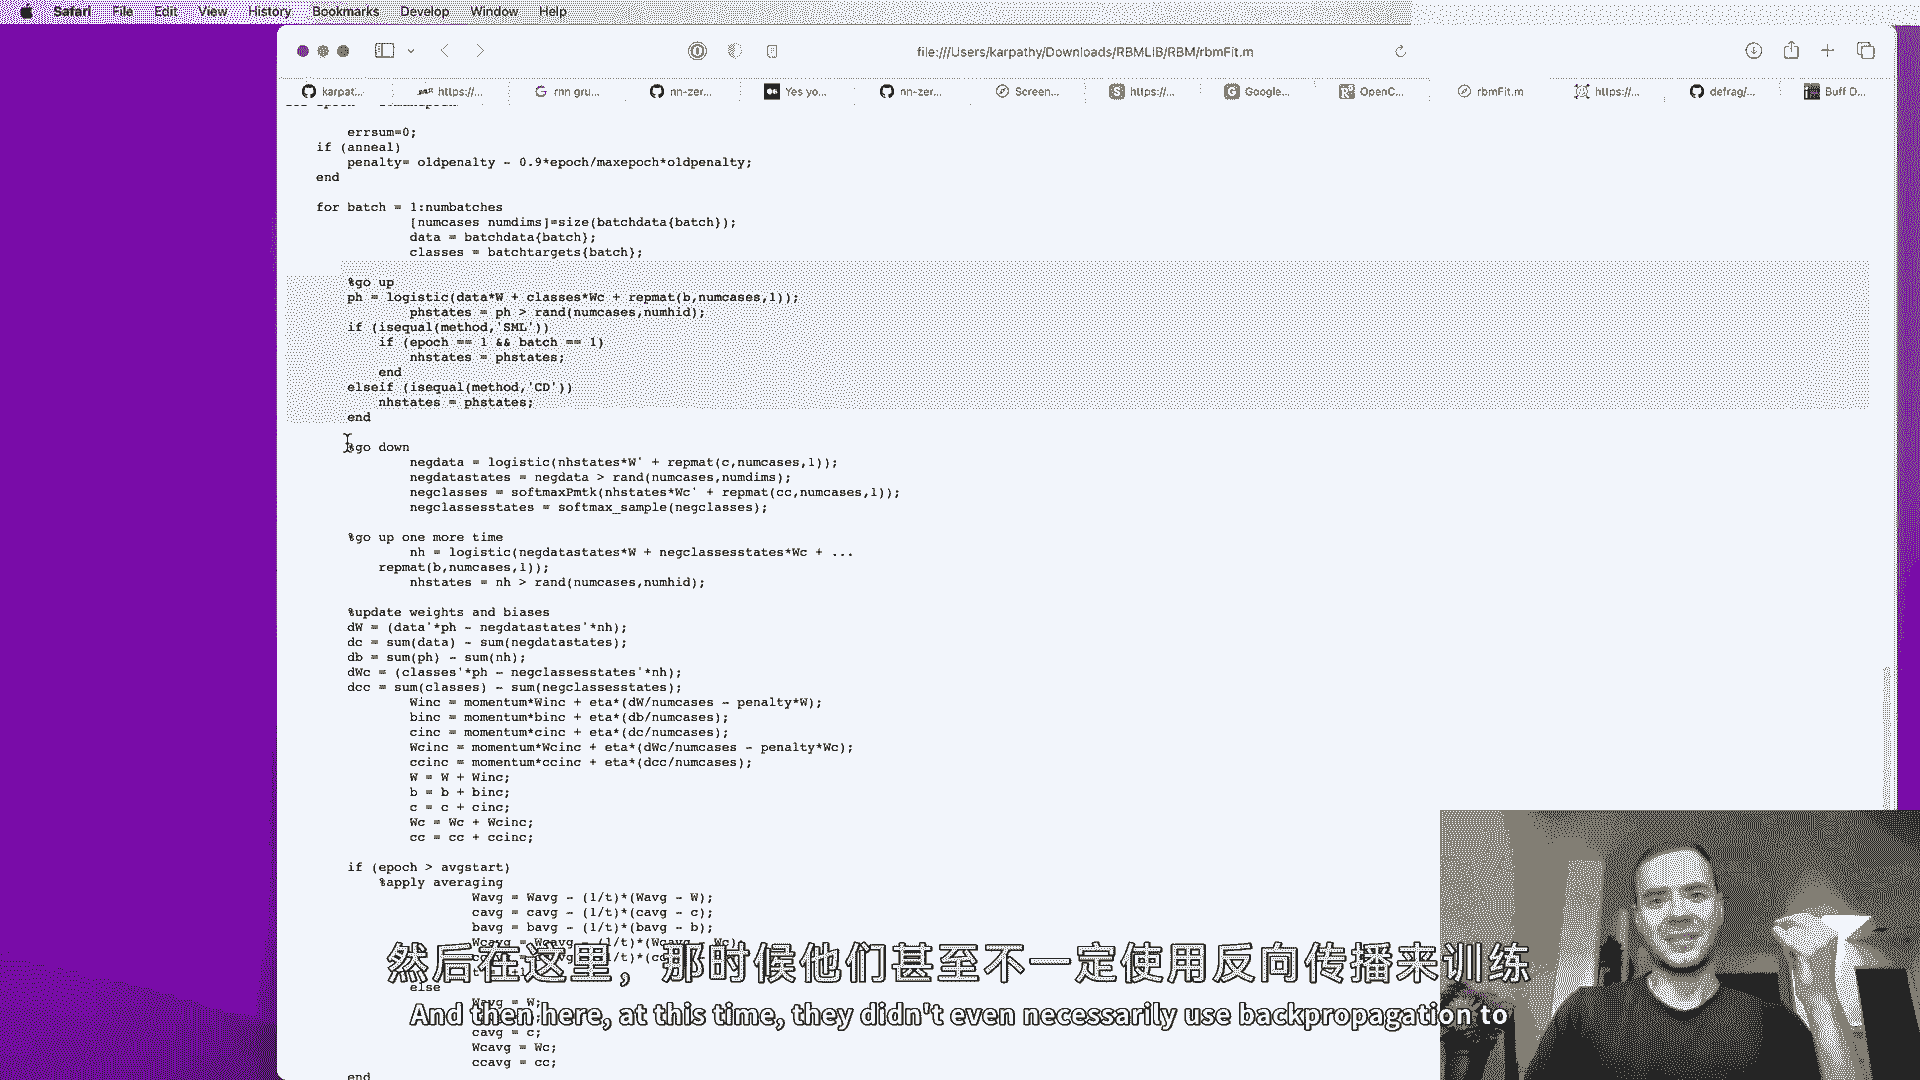 Safari File Edit View History Bookmarks Develop Window Help
file:///Users/karpathy/Downloads/RBMLIB/RBM/rbmFit.m
karpat... https://... rnn gru... nn-zer... Yes yo... nn-zer... Screen... https://... Google... OpenC... rbmFit.m https://... defrag/... Buff D...
errsum=0;
if (anneal)
penalty= oldpenalty - 0.9*epoch/maxepoch*oldpenalty;
end
for batch = 1:numbatches
[numcases numdims]=size(batchdata{batch});
data = batchdata{batch};
classes = batchtargets{batch};
%go up
ph = logistic(data*W + classes*Wc + repmat(b,numcases,1));
phstates = ph > rand(numcases,numhid);
if (isequal(method,'SML'))
if (epoch == 1 && batch == 1)
nhstates = phstates;
end
elseif (isequal(method,'CD'))
nhstates = phstates;
end
%go down
negdata = logistic(nhstates*W' + repmat(c,numcases,1));
negdatastates = negdata > rand(numcases,numdims);
negclasses = softmaxPmtk(nhstates*Wc' + repmat(cc,numcases,1));
negclassesstates = softmax_sample(negclasses);
%go up one more time
nh = logistic(negdatastates*W + negclassesstates*Wc + ...
repmat(b,numcases,1));
nhstates = nh > rand(numcases,numhid);
%update weights and biases
dW = (data'*ph - negdatastates'*nh);
dc = sum(data) - sum(negdatastates);
db = sum(ph) - sum(nh);
dWc = (classes'*ph - negclassesstates'*nh);
dcc = sum(classes) - sum(negclassesstates);
Winc = momentum*Winc + eta*(dW/numcases - penalty*W);
binc = momentum*binc + eta*(db/numcases);
cinc = momentum*cinc + eta*(dc/numcases);
Wcinc = momentum*Wcinc + eta*(dWc/numcases - penalty*Wc);
ccinc = momentum*ccinc + eta*(dcc/numcases);
W = W + Winc;
b = b + binc;
c = c + cinc;
Wc = Wc + Wcinc;
cc = cc + ccinc;
if (epoch > avgstart)
%apply averaging
Wavg = Wavg - (1/t)*(Wavg - W);
cavg = cavg - (1/t)*(cavg - c);
bavg = bavg - (1/t)*(bavg - b);
Wcavg = Wcavg - (1/t)*(Wcavg - Wc);
else
Wavg = W;
cavg = c;
Wcavg = Wc;
ccavg = cc;
end
然后在这里，那时候他们甚至不一定使用反向传播来训练
And then here, at this time, they didn't even necessarily use backpropagation to